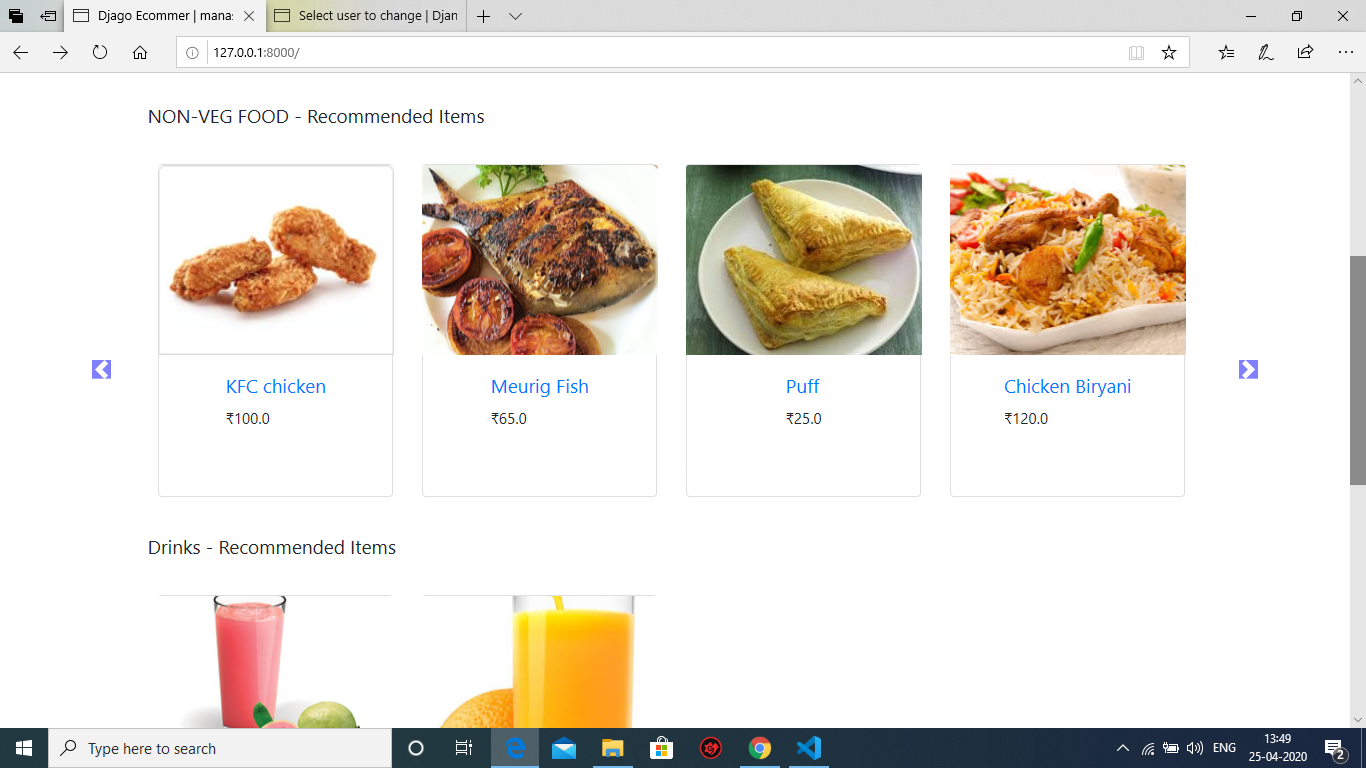 Djago Ecommer | mana
Select user to change | Djan
127.0.0.1:8000/
NON-VEG FOOD - Recommended Items
KFC chicken
₹100.0
Meurig Fish
₹65.0
Puff
₹25.0
Chicken Biryani
₹120.0
Drinks - Recommended Items
Type here to search
ENG
13:49
25-04-2020
2